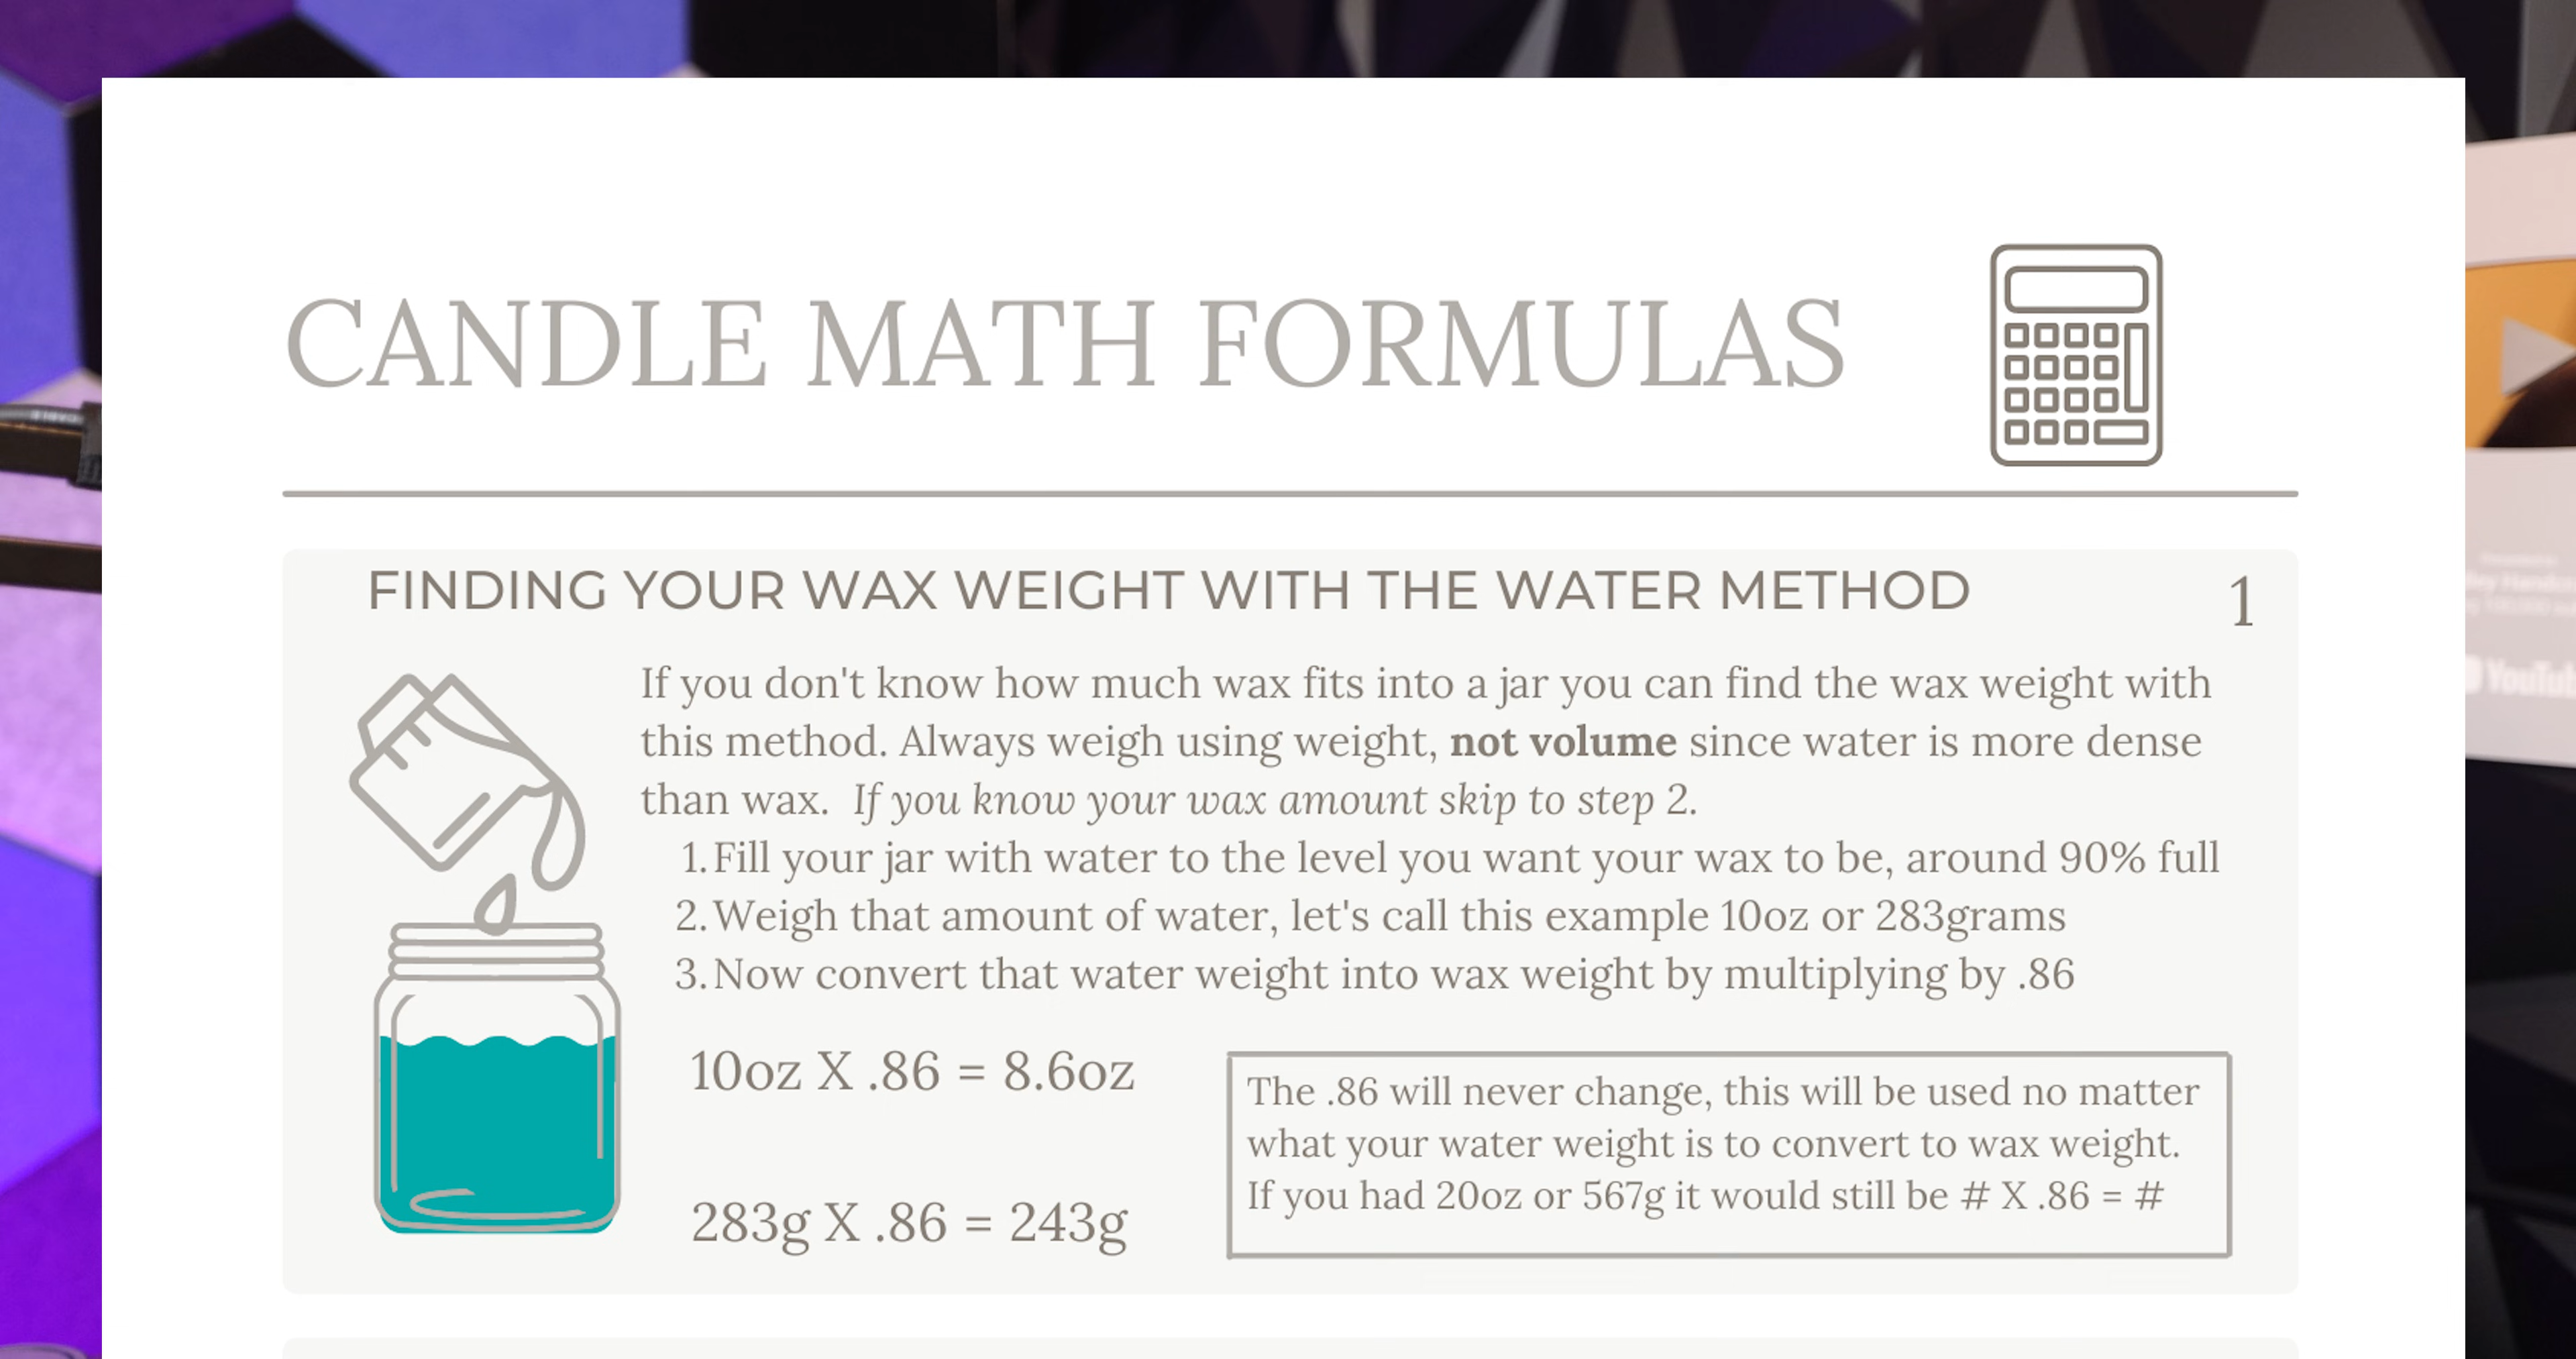 CANDLE MATH FORMULAS
FINDING YOUR WAX WEIGHT WITH THE WATER METHOD
1
If you don't know how much wax fits into a jar you can find the wax weight with
this method. Always weigh using weight, not volume since water is more dense
than wax. If you know your wax amount skip to step 2.
1. Fill your jar with water to the level you want your wax to be, around 90% full
2. Weigh that amount of water, let's call this example 10oz or 283grams
3. Now convert that water weight into wax weight by multiplying by .86
10oz X .86 = 8.6oz
283g X .86 = 243g
The .86 will never change, this will be used no matter
what your water weight is to convert to wax weight.
If you had 20oz or 567g it would still be # X .86 = #